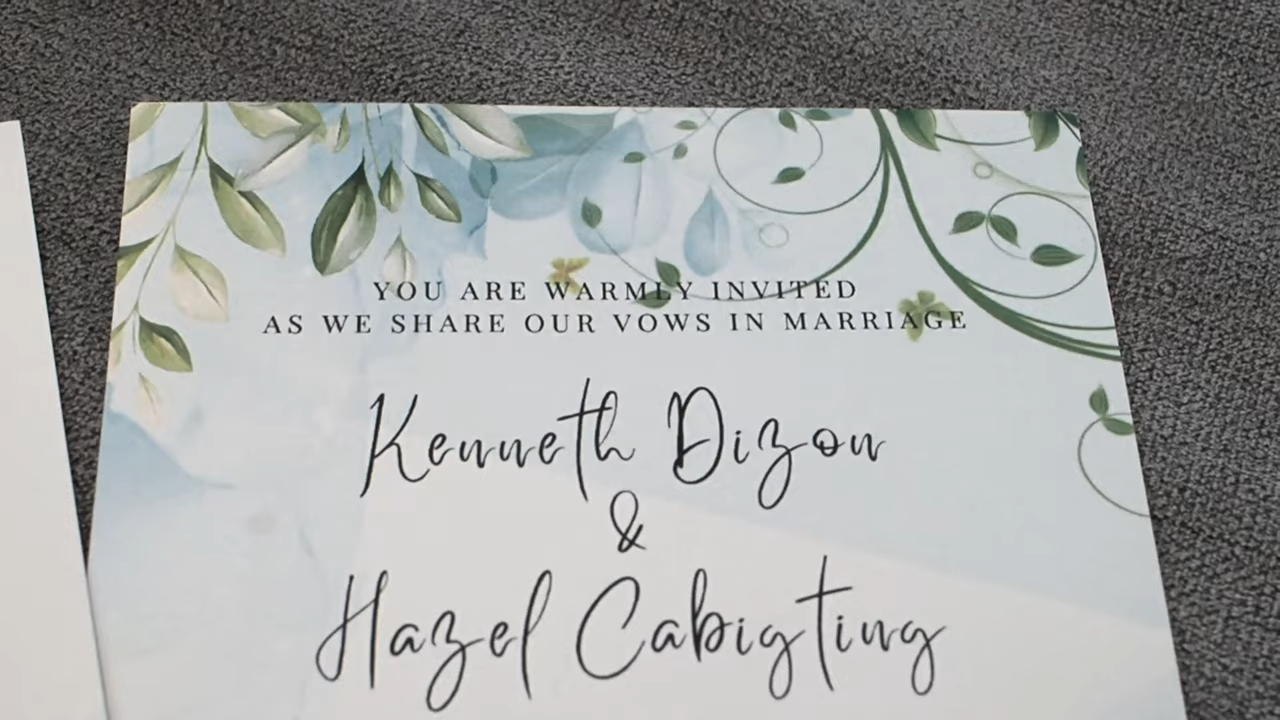 YOU ARE WARMLY INVITED
AS WE SHARE OUR VOWS IN MARRIAGE
Kenneth Dizon
&
Hazel Cabigting